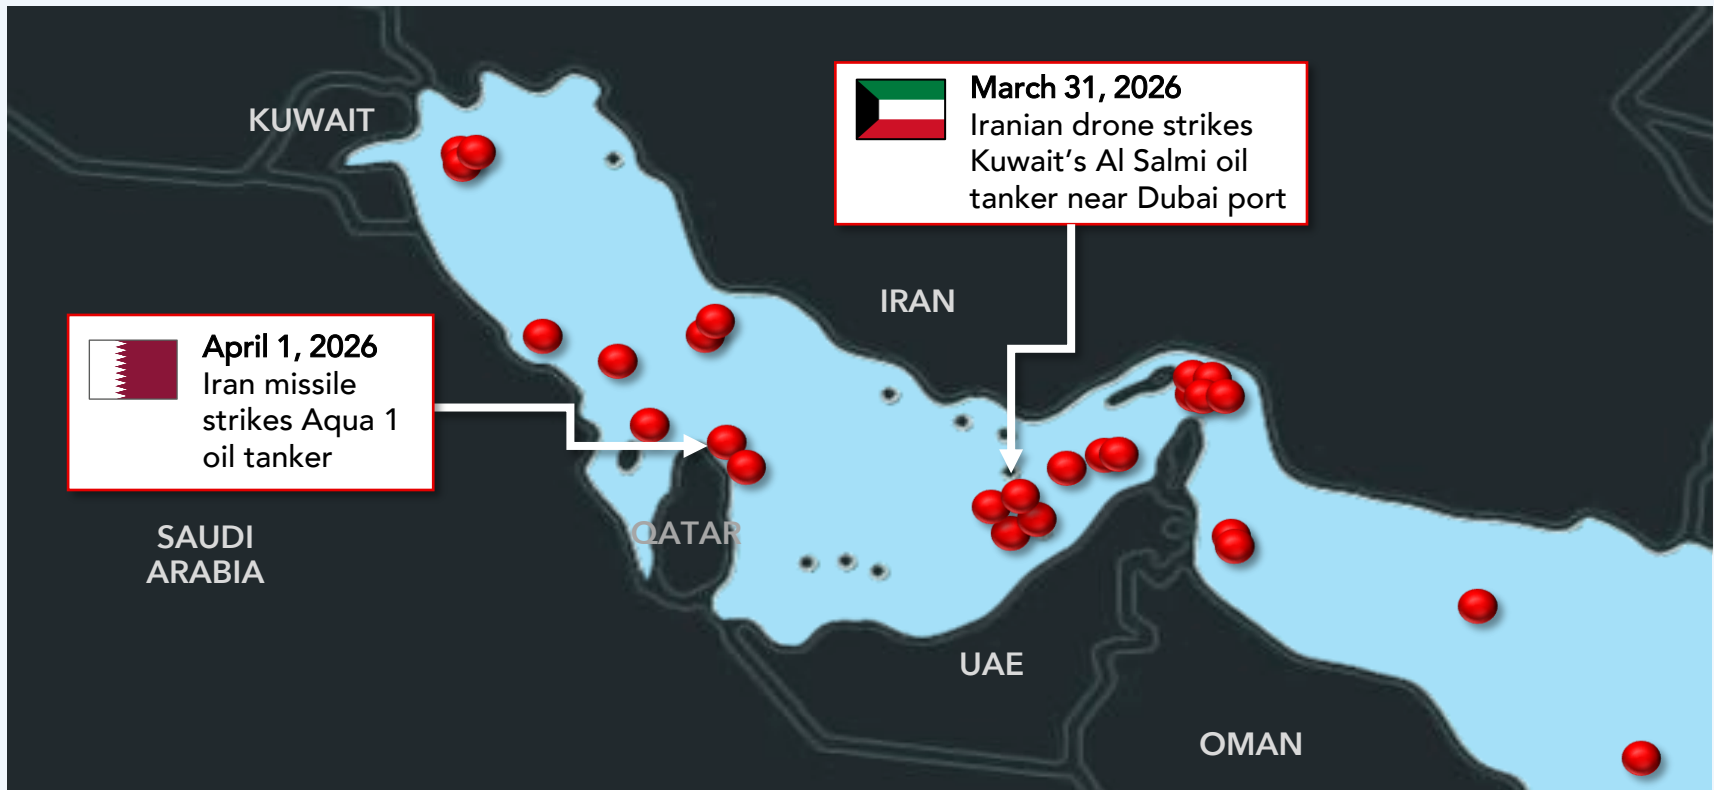 KUWAIT
March 31, 2026
Iranian drone strikes
Kuwait’s Al Salmi oil
tanker near Dubai port
IRAN
April 1, 2026
Iran missile
strikes Aqua 1
oil tanker
SAUDI
ARABIA
QATAR
UAE
OMAN